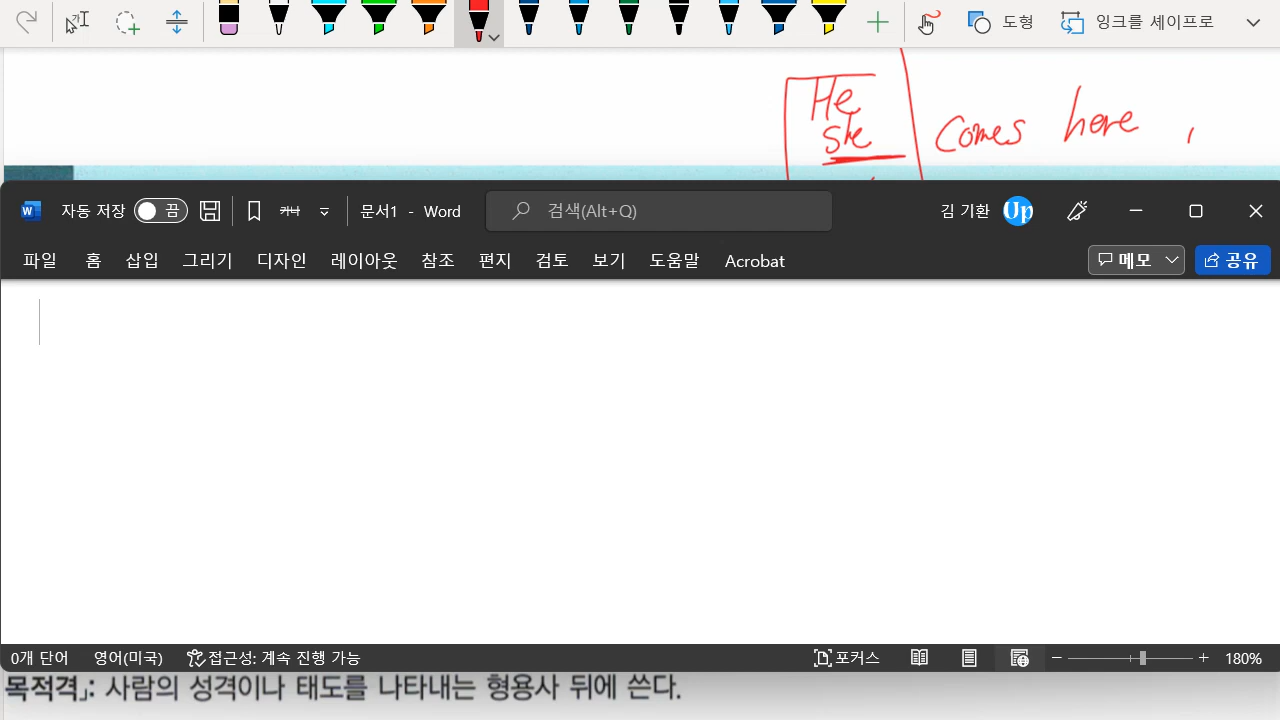 도형 잉크를 셰이프로
He
she comes here,
자동 저장 끔 문서1 - Word 검색(Alt+Q) 김 기환 Up
파일 홈 삽입 그리기 디자인 레이아웃 참조 편지 검토 보기 도움말 Acrobat 메모 공유
0개 단어 영어(미국) 접근성: 계속 진행 가능 포커스 180%
목적격」: 사람의 성격이나 태도를 나타내는 형용사 뒤에 쓴다.